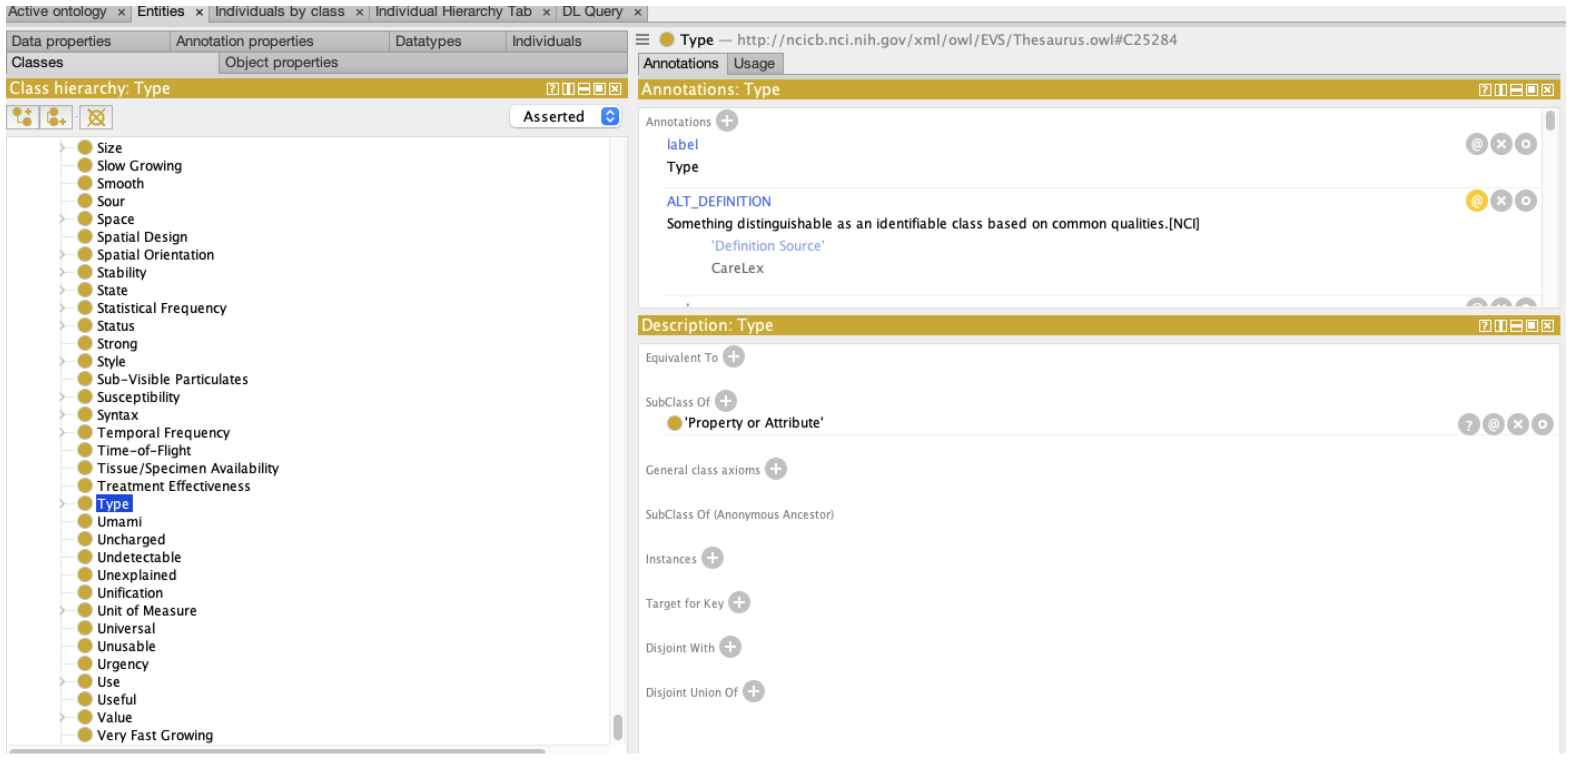 Active ontology × Entities × Individuals by class × Individual Hierarchy Tab × DL Query ×
Data properties Annotation properties Datatypes Individuals
Classes Object properties
Class hierarchy: Type
Asserted
Size
Slow Growing
Smooth
Sour
Space
Spatial Design
Spatial Orientation
Stability
State
Statistical Frequency
Status
Strong
Style
Sub-Visible Particulates
Susceptibility
Syntax
Temporal Frequency
Time-of-Flight
Tissue/Specimen Availability
Treatment Effectiveness
Type
Umami
Uncharged
Undetectable
Unexplained
Unification
Unit of Measure
Universal
Unusable
Urgency
Use
Useful
Value
Very Fast Growing
Type — http://ncicb.nci.nih.gov/xml/owl/EVS/Thesaurus.owl#C25284
Annotations Usage
Annotations: Type
Annotations
label
Type
ALT_DEFINITION
Something distinguishable as an identifiable class based on common qualities.[NCI]
'Definition Source'
CareLex
Description: Type
Equivalent To
SubClass Of
'Property or Attribute'
General class axioms
SubClass Of (Anonymous Ancestor)
Instances
Target for Key
Disjoint With
Disjoint Union Of